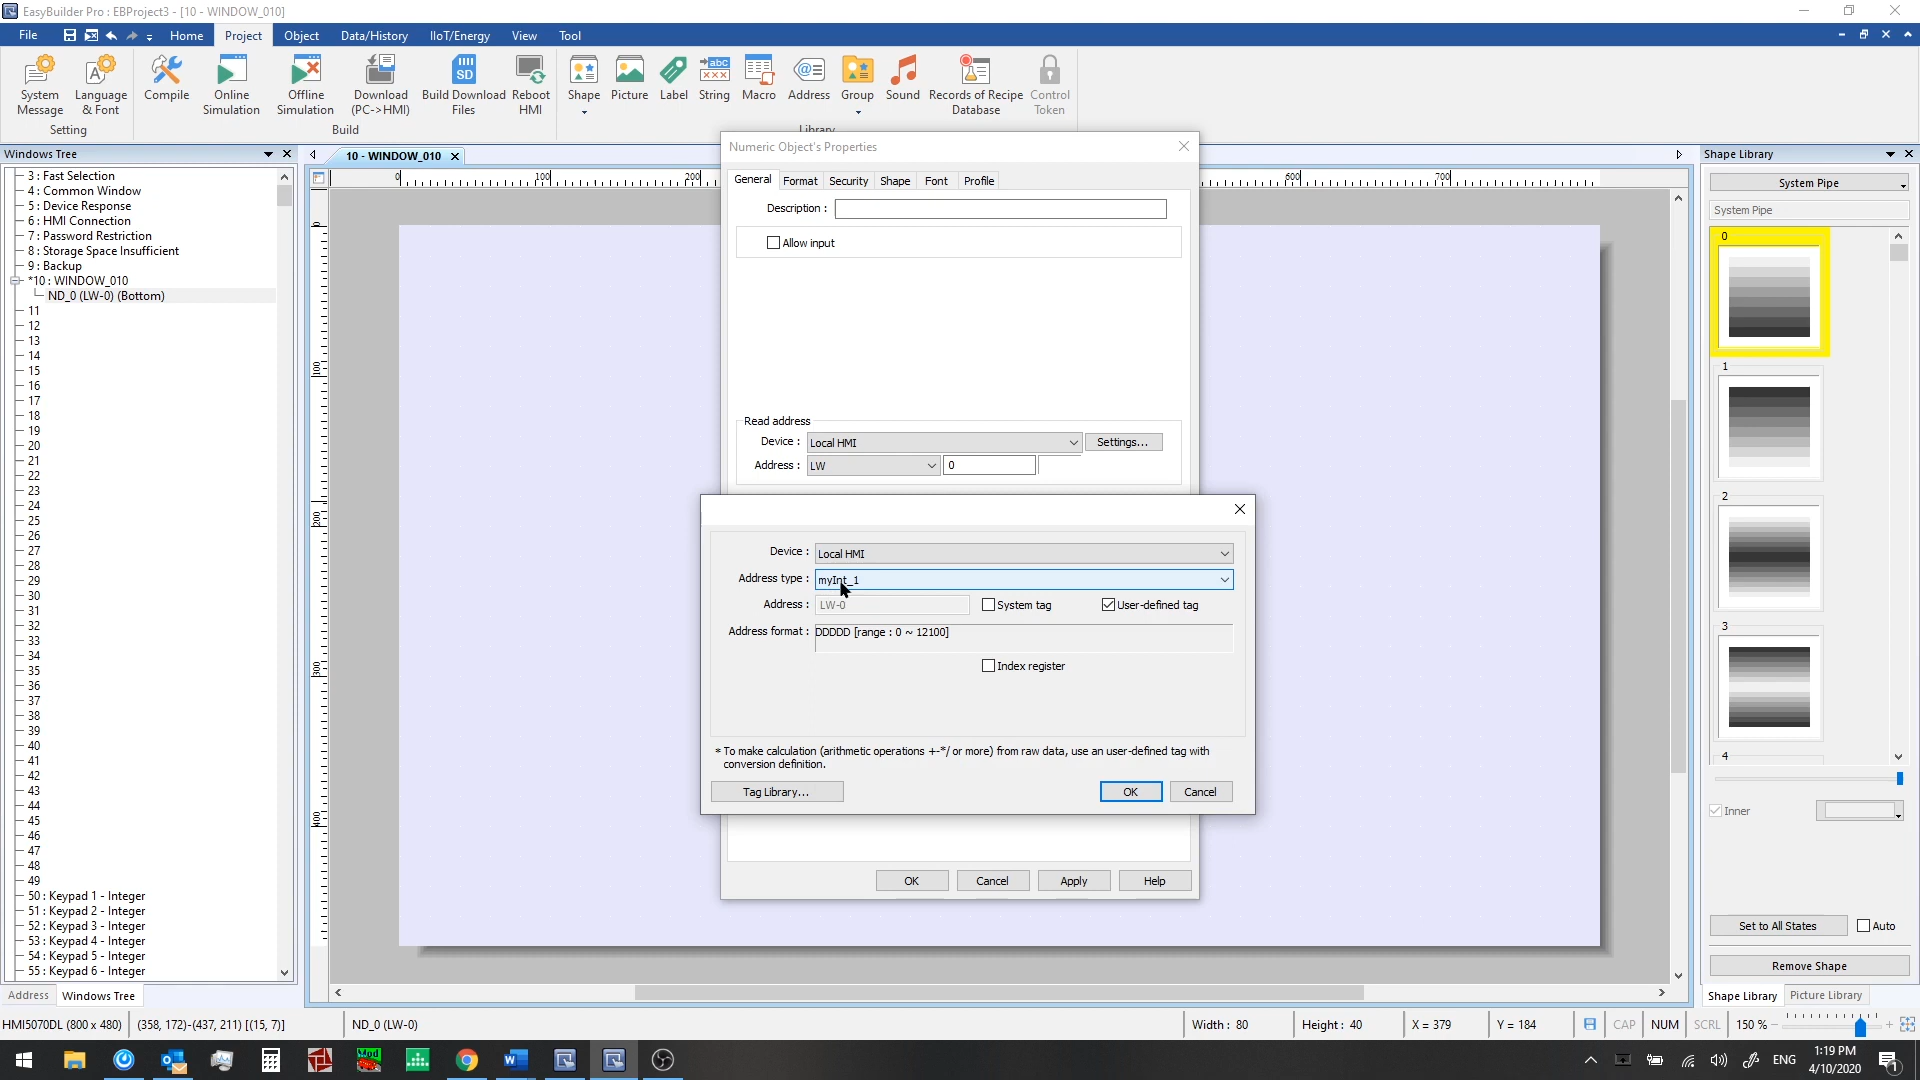 EasyBuilder Pro : EBProject3 - [10 - WINDOW_010]
File Home Project Object Data/History IIoT/Energy View Tool
System Message
Language & Font
Compile
Online Simulation
Offline Simulation
Download (PC->HMI)
Build Download Files
Reboot HMI
Shape
Picture
Label
abc
String
Macro
Address
Group
Sound
Records of Recipe Database
Control Token
Setting
Build
Library
Windows Tree
3 : Fast Selection
4 : Common Window
5 : Device Response
6 : HMI Connection
7 : Password Restriction
8 : Storage Space Insufficient
9 : Backup
*10 : WINDOW_010
ND_0 (LW-0) (Bottom)
11
12
13
14
15
16
17
18
19
20
21
22
23
24
25
26
27
28
29
30
31
32
33
34
35
36
37
38
39
40
41
42
43
44
45
46
47
48
49
50 : Keypad 1 - Integer
51 : Keypad 2 - Integer
52 : Keypad 3 - Integer
53 : Keypad 4 - Integer
54 : Keypad 5 - Integer
55 : Keypad 6 - Integer
Address Windows Tree
10 - WINDOW_010
0 100 200 600 700
0
100
200
300
400
Numeric Object's Properties
General Format Security Shape Font Profile
Description :
Allow input
Read address
Device : Local HMI Settings...
Address : LW 0
Device : Local HMI
Address type : myInt_1
Address : LW-0 System tag User-defined tag
Address format : DDDDD [range : 0 ~ 12100]
Index register
* To make calculation (arithmetic operations +-*/ or more) from raw data, use an user-defined tag with
conversion definition.
Tag Library... OK Cancel
OK Cancel Apply Help
Shape Library
System Pipe
System Pipe
0
1
2
3
4
Inner
Set to All States Auto
Remove Shape
Shape Library Picture Library
HMI5070DL (800 x 480) (358, 172)-(437, 211) [(15, 7)] ND_0 (LW-0) Width : 80 Height : 40 X = 379 Y = 184 CAP NUM SCRL 150 %
ENG 1:19 PM
4/10/2020